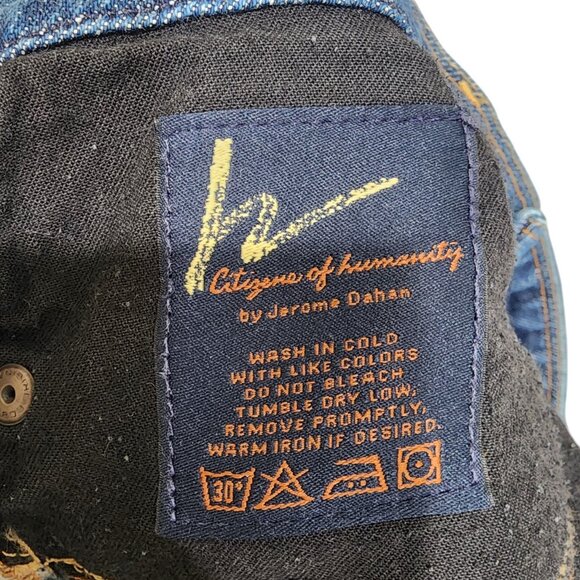 h
Citizens of humanity
by Jerome Dahan
WASH IN COLD
WITH LIKE COLORS
DO NOT BLEACH
TUMBLE DRY LOW,
REMOVE PROMPTLY,
WARM IRON IF DESIRED.
30°